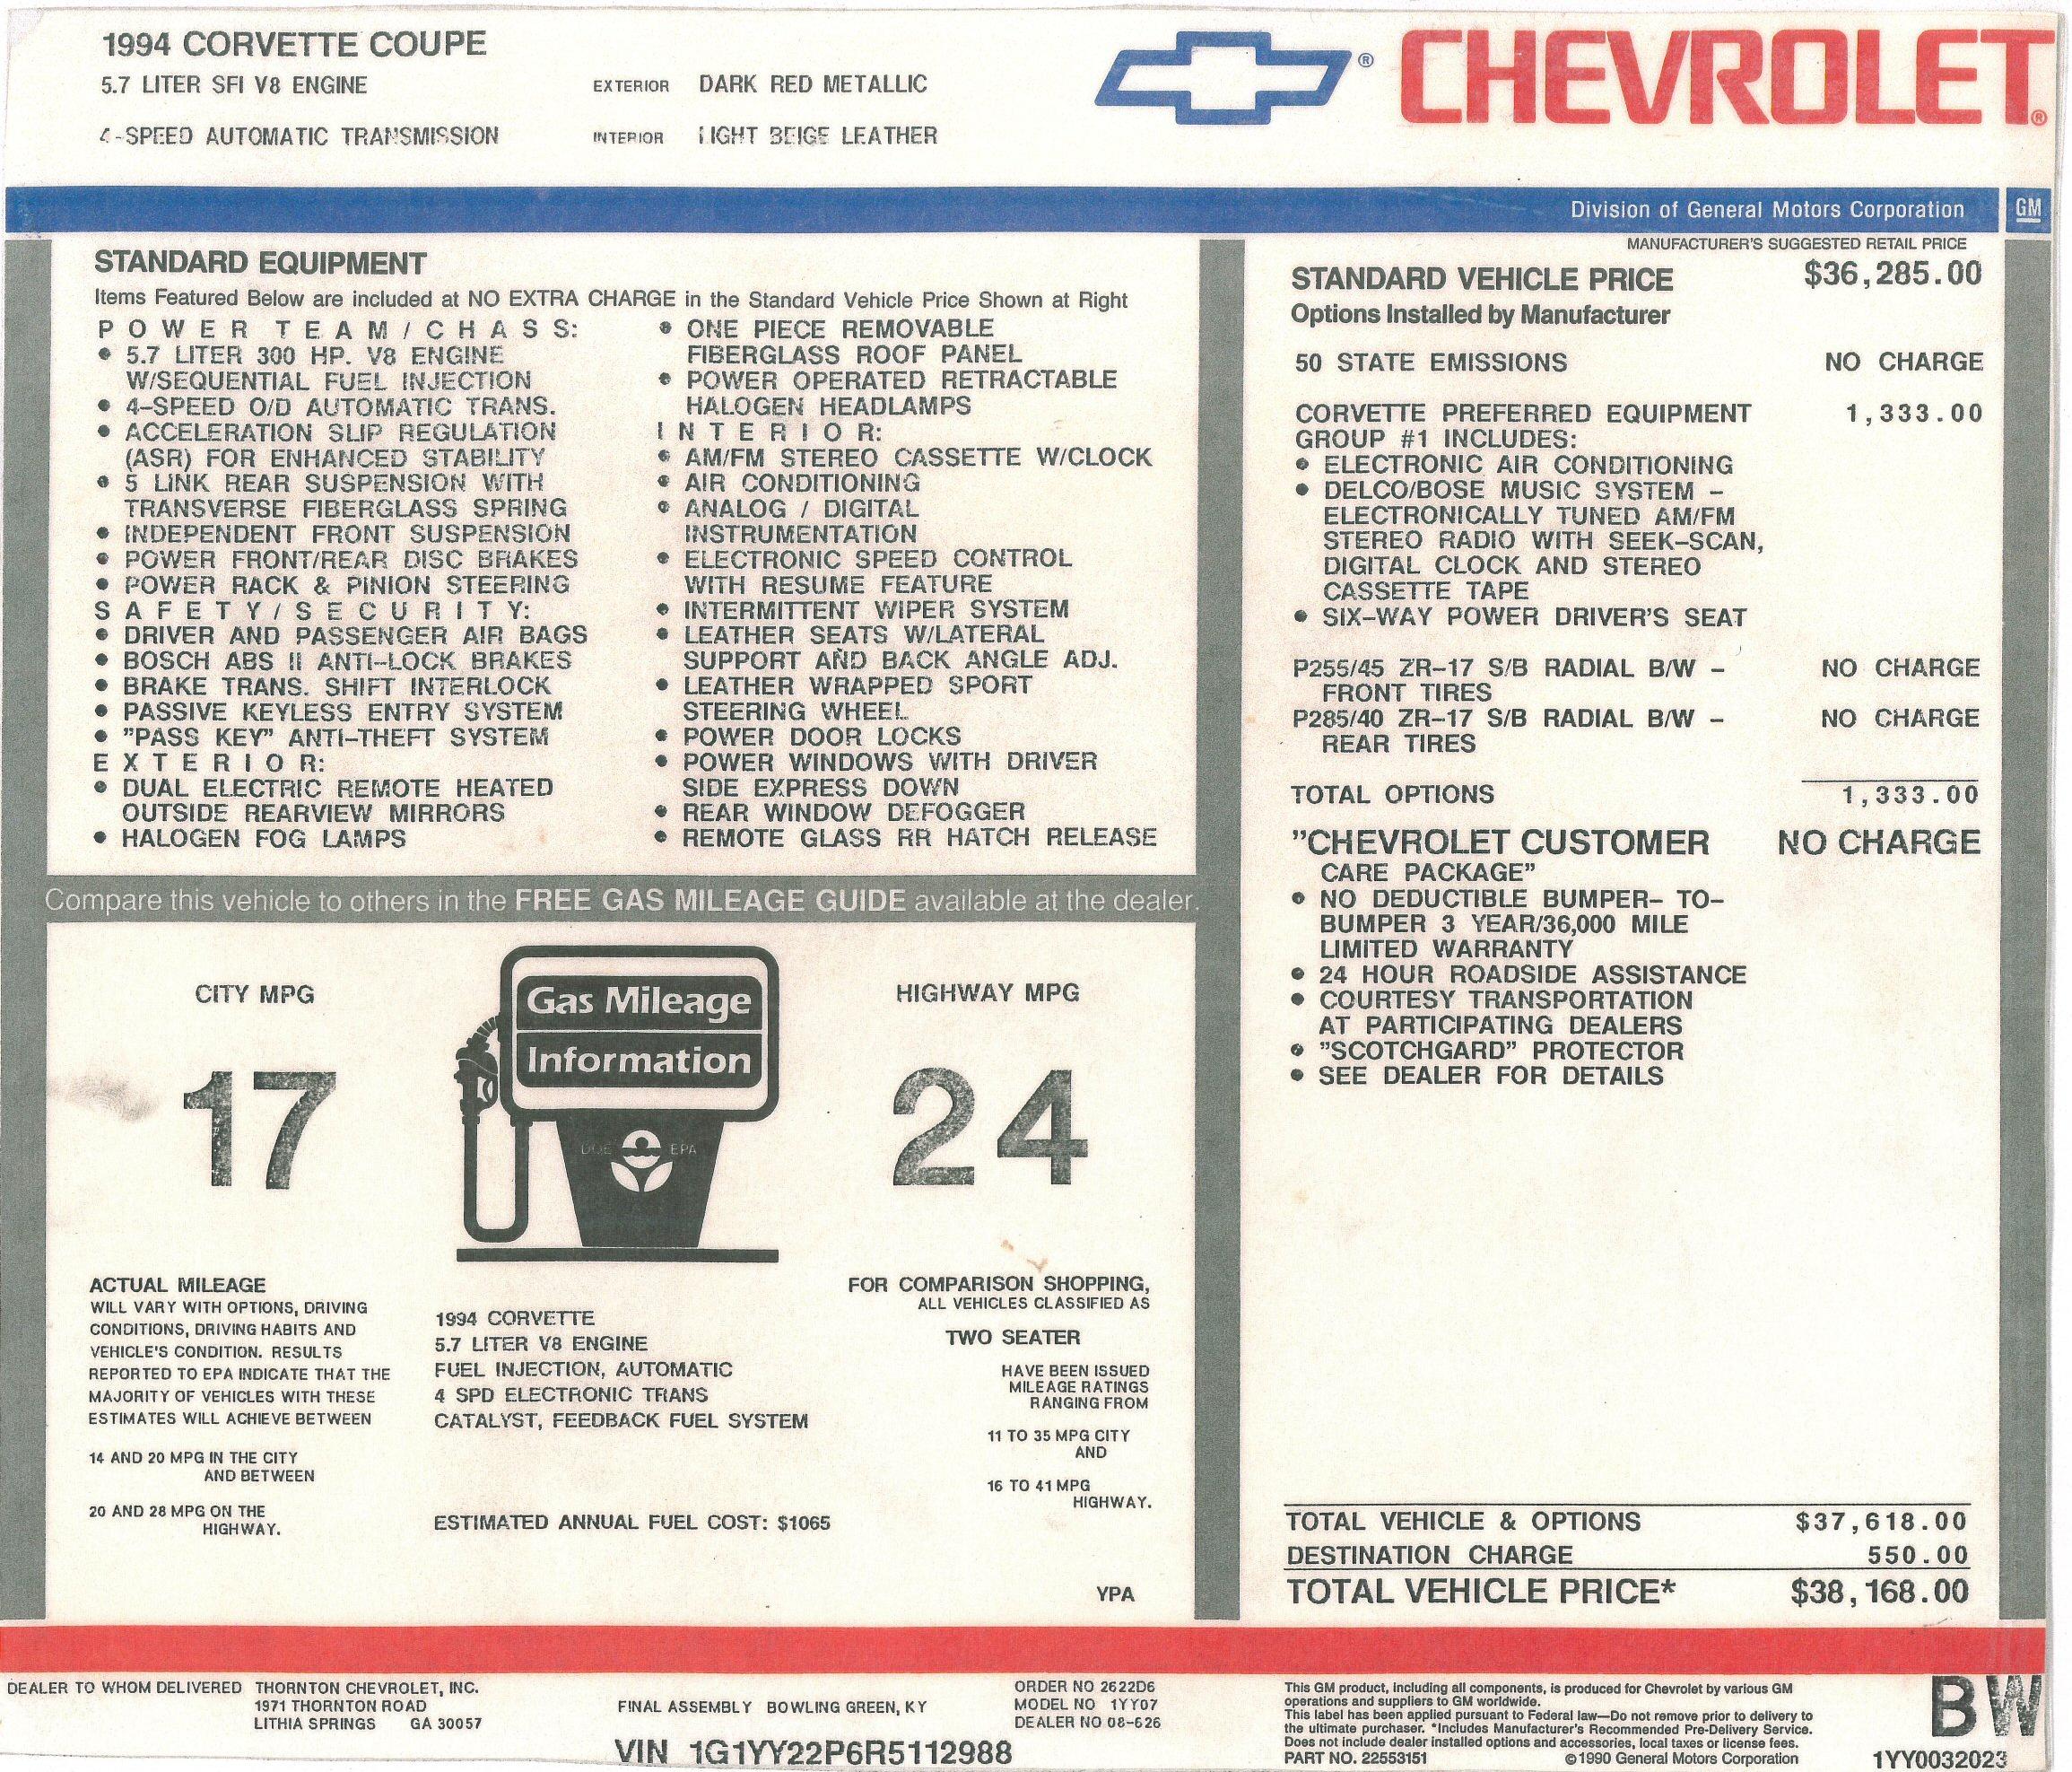 1994 CORVETTE COUPE
5.7 LITER SFI V8 ENGINE
4-SPEED AUTOMATIC TRANSMISSION
EXTERIOR DARK RED METALLIC
INTERIOR LIGHT BEIGE LEATHER
® CHEVROLET®
Division of General Motors Corporation GM
STANDARD EQUIPMENT
Items Featured Below are included at NO EXTRA CHARGE in the Standard Vehicle Price Shown at Right
POWER TEAM/CHASS:
• 5.7 LITER 300 HP. V8 ENGINE
W/SEQUENTIAL FUEL INJECTION
• 4-SPEED O/D AUTOMATIC TRANS.
• ACCELERATION SLIP REGULATION
(ASR) FOR ENHANCED STABILITY
• 5 LINK REAR SUSPENSION WITH
TRANSVERSE FIBERGLASS SPRING
• INDEPENDENT FRONT SUSPENSION
• POWER FRONT/REAR DISC BRAKES
• POWER RACK & PINION STEERING
SAFETY/SECURITY:
• DRIVER AND PASSENGER AIR BAGS
• BOSCH ABS II ANTI-LOCK BRAKES
• BRAKE TRANS. SHIFT INTERLOCK
• PASSIVE KEYLESS ENTRY SYSTEM
• "PASS KEY" ANTI-THEFT SYSTEM
EXTERIOR:
• DUAL ELECTRIC REMOTE HEATED
OUTSIDE REARVIEW MIRRORS
• HALOGEN FOG LAMPS
• ONE PIECE REMOVABLE
FIBERGLASS ROOF PANEL
• POWER OPERATED RETRACTABLE
HALOGEN HEADLAMPS
INTERIOR:
• AM/FM STEREO CASSETTE W/CLOCK
• AIR CONDITIONING
• ANALOG / DIGITAL
INSTRUMENTATION
• ELECTRONIC SPEED CONTROL
WITH RESUME FEATURE
• INTERMITTENT WIPER SYSTEM
• LEATHER SEATS W/LATERAL
SUPPORT AND BACK ANGLE ADJ.
• LEATHER WRAPPED SPORT
STEERING WHEEL
• POWER DOOR LOCKS
• POWER WINDOWS WITH DRIVER
SIDE EXPRESS DOWN
• REAR WINDOW DEFOGGER
• REMOTE GLASS RR HATCH RELEASE
MANUFACTURER'S SUGGESTED RETAIL PRICE
STANDARD VEHICLE PRICE $36,285.00
Options Installed by Manufacturer
50 STATE EMISSIONS NO CHARGE
CORVETTE PREFERRED EQUIPMENT 1,333.00
GROUP #1 INCLUDES:
• ELECTRONIC AIR CONDITIONING
• DELCO/BOSE MUSIC SYSTEM -
ELECTRONICALLY TUNED AM/FM
STEREO RADIO WITH SEEK-SCAN,
DIGITAL CLOCK AND STEREO
CASSETTE TAPE
• SIX-WAY POWER DRIVER'S SEAT
P255/45 ZR-17 S/B RADIAL B/W - NO CHARGE
FRONT TIRES
P285/40 ZR-17 S/B RADIAL B/W - NO CHARGE
REAR TIRES
TOTAL OPTIONS 1,333.00
"CHEVROLET CUSTOMER NO CHARGE
CARE PACKAGE"
• NO DEDUCTIBLE BUMPER- TO-
BUMPER 3 YEAR/36,000 MILE
LIMITED WARRANTY
• 24 HOUR ROADSIDE ASSISTANCE
• COURTESY TRANSPORTATION
AT PARTICIPATING DEALERS
• "SCOTCHGARD" PROTECTOR
• SEE DEALER FOR DETAILS
TOTAL VEHICLE & OPTIONS $37,618.00
DESTINATION CHARGE 550.00
TOTAL VEHICLE PRICE* $38,168.00
Compare this vehicle to others in the FREE GAS MILEAGE GUIDE available at the dealer.
CITY MPG
17
Gas Mileage
Information
DOE EPA
HIGHWAY MPG
24
ACTUAL MILEAGE
WILL VARY WITH OPTIONS, DRIVING
CONDITIONS, DRIVING HABITS AND
VEHICLE'S CONDITION. RESULTS
REPORTED TO EPA INDICATE THAT THE
MAJORITY OF VEHICLES WITH THESE
ESTIMATES WILL ACHIEVE BETWEEN
14 AND 20 MPG IN THE CITY
AND BETWEEN
20 AND 28 MPG ON THE
HIGHWAY.
1994 CORVETTE
5.7 LITER V8 ENGINE
FUEL INJECTION, AUTOMATIC
4 SPD ELECTRONIC TRANS
CATALYST, FEEDBACK FUEL SYSTEM
ESTIMATED ANNUAL FUEL COST: $1065
FOR COMPARISON SHOPPING,
ALL VEHICLES CLASSIFIED AS
TWO SEATER
HAVE BEEN ISSUED
MILEAGE RATINGS
RANGING FROM
11 TO 35 MPG CITY
AND
16 TO 41 MPG
HIGHWAY.
YPA
DEALER TO WHOM DELIVERED THORNTON CHEVROLET, INC.
1971 THORNTON ROAD
LITHIA SPRINGS GA 30057
FINAL ASSEMBLY BOWLING GREEN, KY
VIN 1G1YY22P6R5112988
ORDER NO 2622D6
MODEL NO 1YY07
DEALER NO 08-626
This GM product, including all components, is produced for Chevrolet by various GM
operations and suppliers to GM worldwide.
This label has been applied pursuant to Federal law—Do not remove prior to delivery to
the ultimate purchaser. *Includes Manufacturer's Recommended Pre-Delivery Service.
Does not include dealer installed options and accessories, local taxes or license fees.
PART NO. 22553151 ©1990 General Motors Corporation
BW
1YY0032023